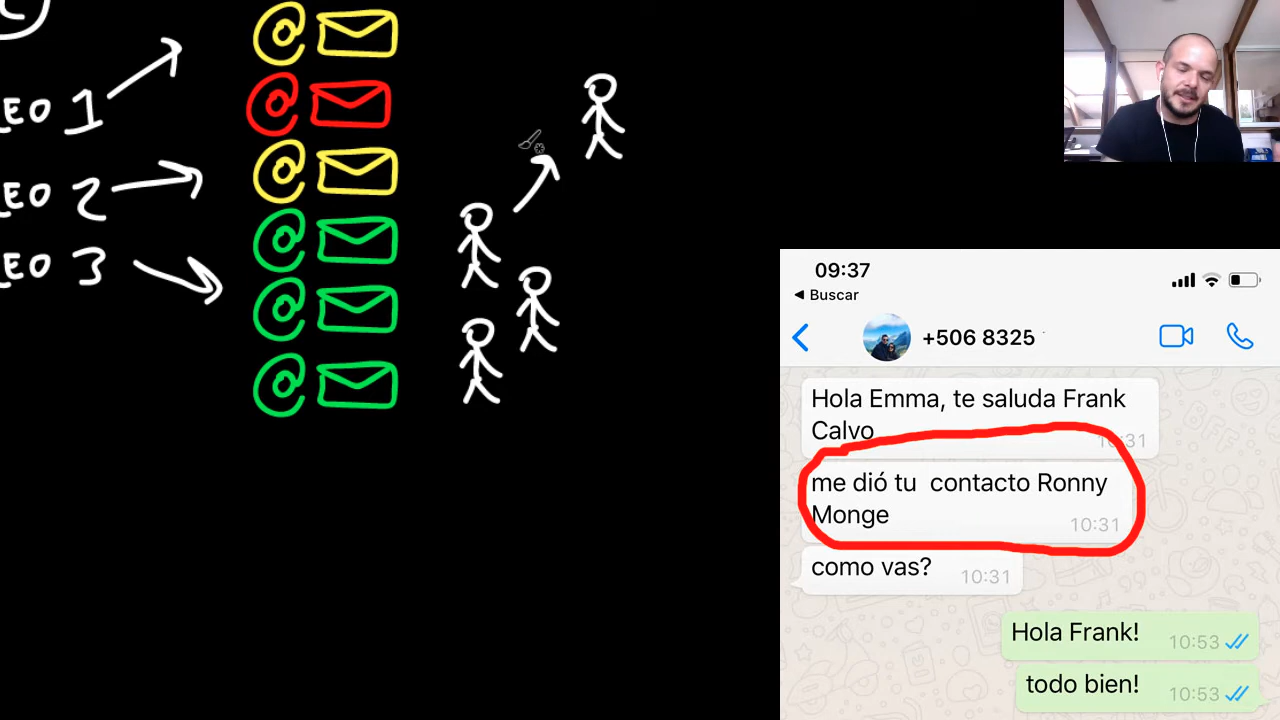 EO 1
EO 2
EO 3
@
@
@
@
@
@
09:37
Buscar
+506 8325
Hola Emma, te saluda Frank
Calvo
10:31
me dió tu contacto Ronny
Monge
10:31
como vas?
10:31
Hola Frank!
10:53
todo bien!
10:53